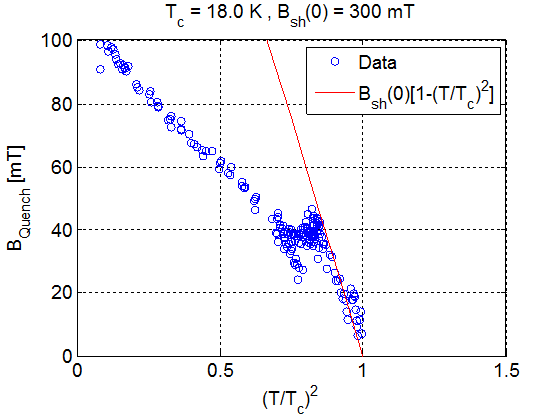 T_c = 18.0 K , B_sh(0) = 300 mT
100
80
60
40
20
0
B_Quench [mT]
Data
B_sh(0)[1-(T/T_c)^2]
0 0.5 1 1.5
(T/T_c)^2